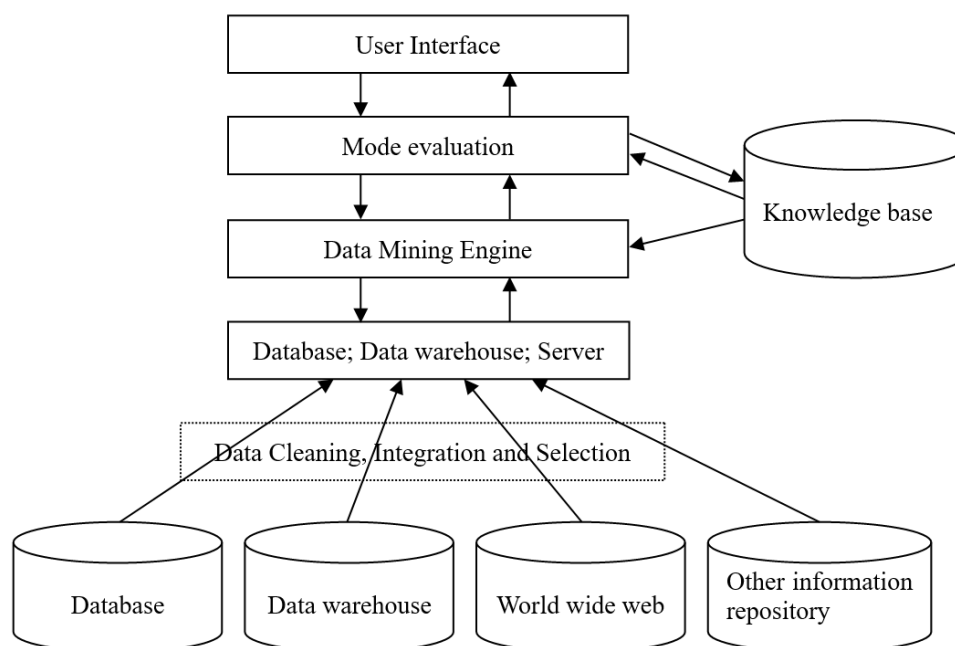 User Interface
Mode evaluation
Knowledge base
Data Mining Engine
Database; Data warehouse; Server
Data Cleaning, Integration and Selection
Database
Data warehouse
World wide web
Other information
repository